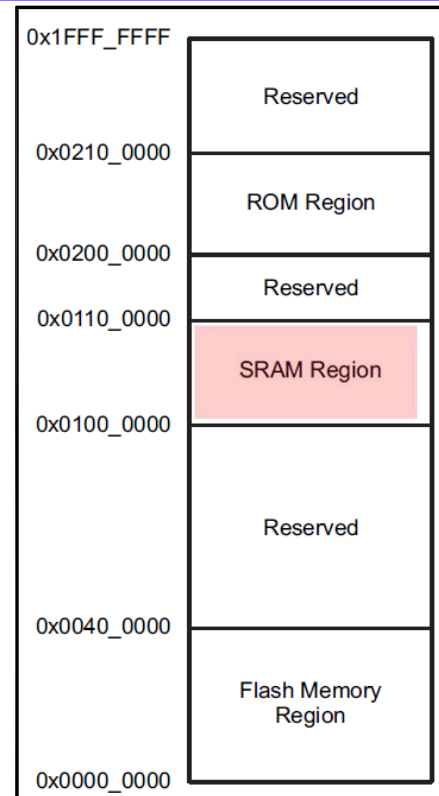 0x1FFF_FFFF
Reserved
0x0210_0000
ROM Region
0x0200_0000
Reserved
0x0110_0000
SRAM Region
0x0100_0000
Reserved
0x0040_0000
Flash Memory
Region
0x0000_0000